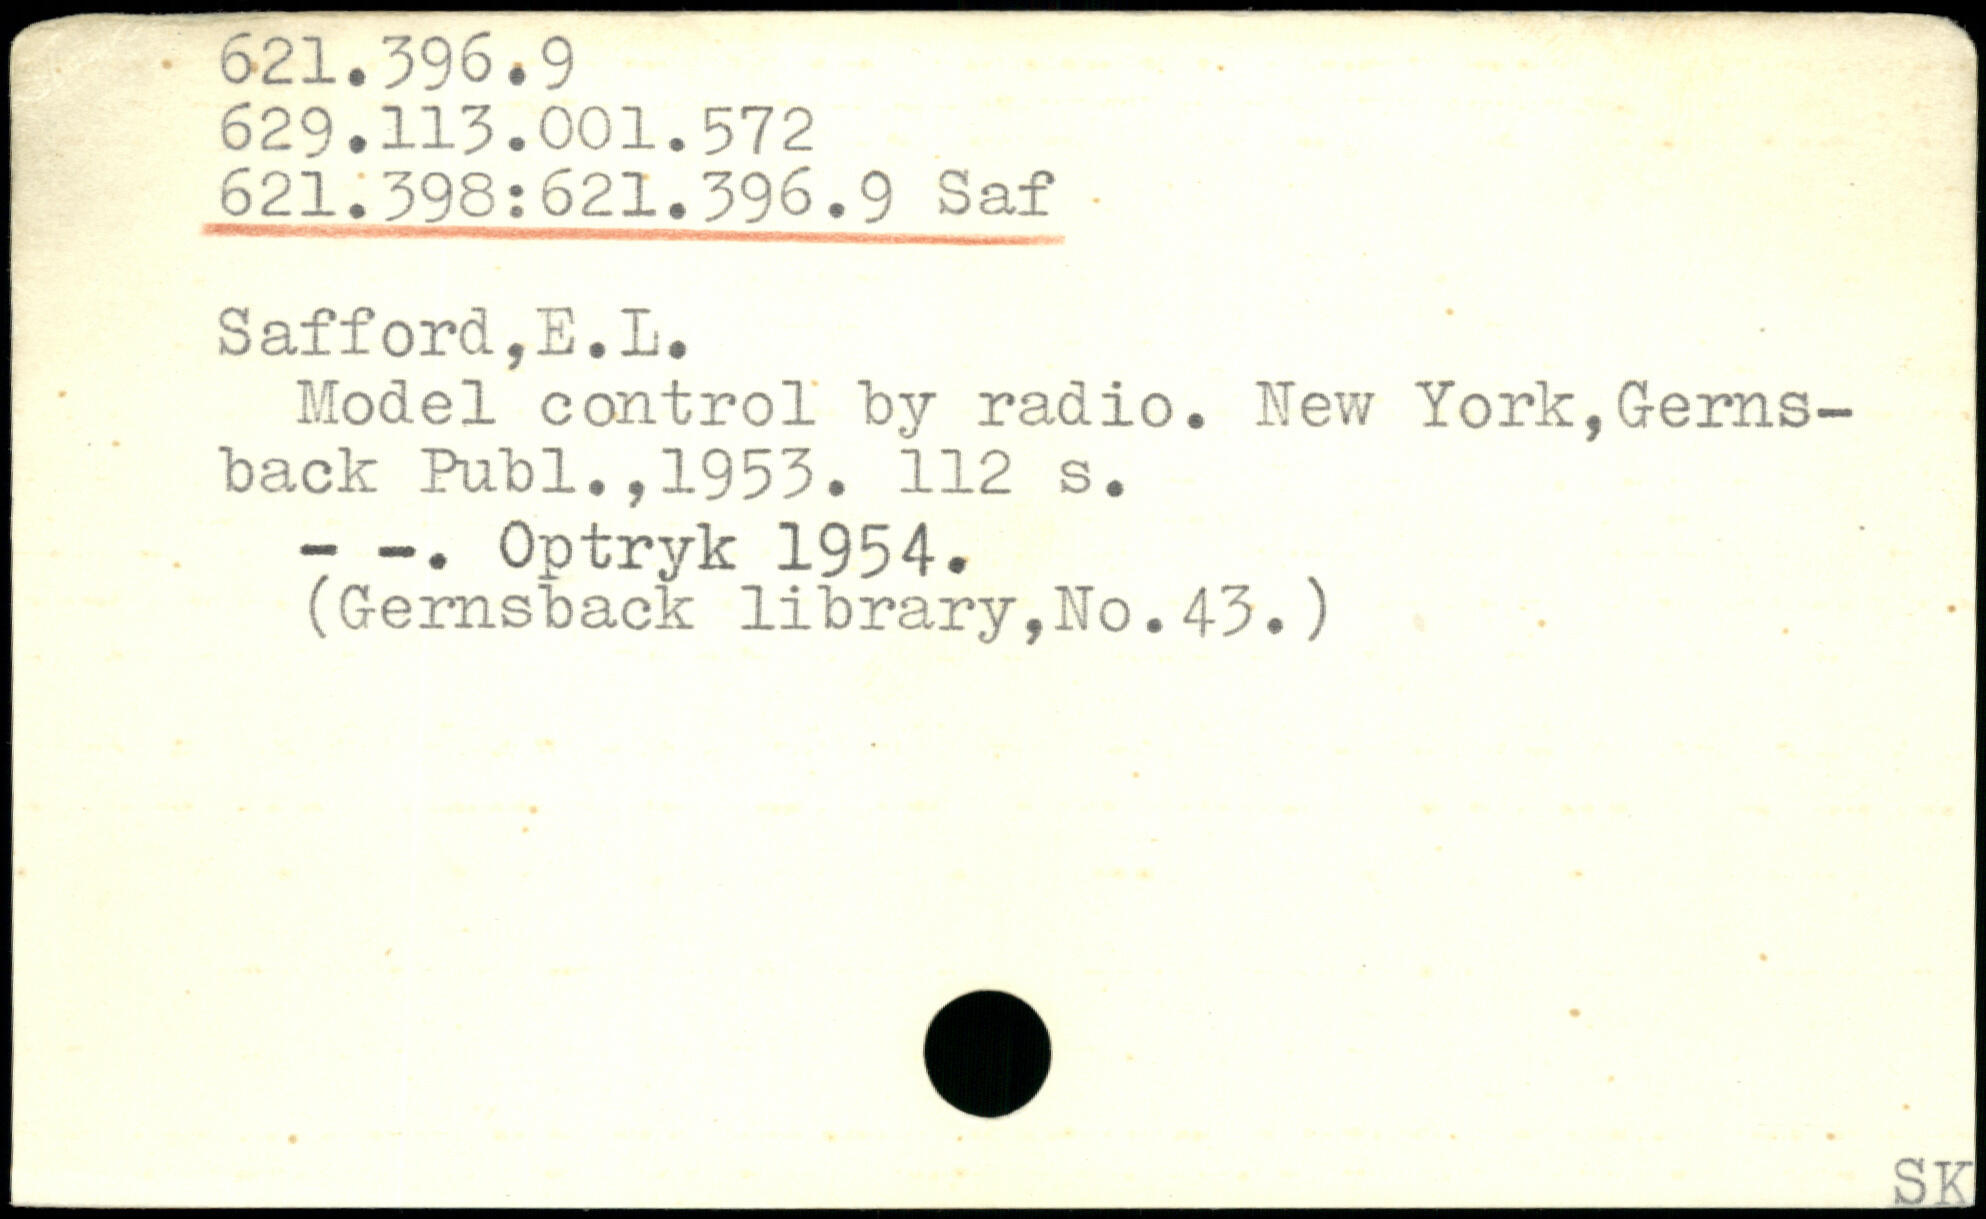 621.396.9
629.113.001.572
621.398:621.396.9 Saf
Safford,E.L.
Model control by radio. New York,Gerns-
back Publ.,1953. 112 s.
- -. Optryk 1954.
(Gernsback library,No.43.)
SK